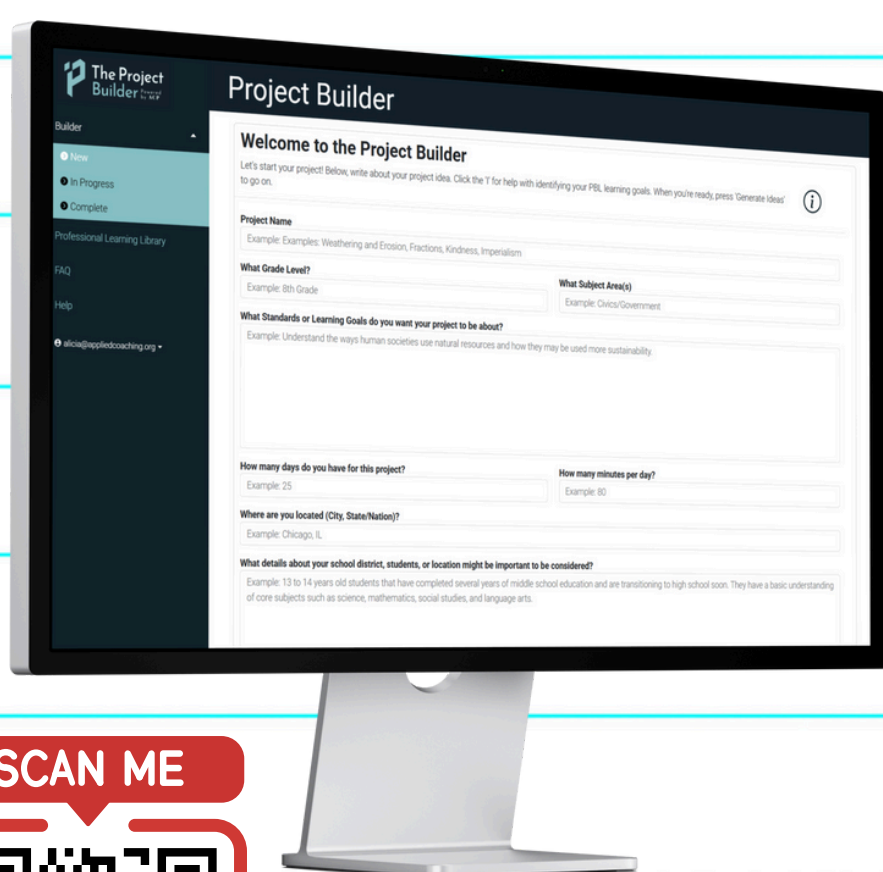 The Project
Builder Powered by ACP
Project Builder
Builder
New
In Progress
Complete
Professional Learning Library
FAQ
Help
alicia@appliedcoaching.org
Welcome to the Project Builder
Let's start your project! Below, write about your project idea. Click the 'I' for help with identifying your PBL learning goals. When you're ready, press 'Generate Ideas'
to go on.
i
Project Name
Example: Examples: Weathering and Erosion, Fractions, Kindness, Imperialism
What Grade Level?
What Subject Area(s)
Example: 8th Grade
Example: Civics/Government
What Standards or Learning Goals do you want your project to be about?
Example: Understand the ways human societies use natural resources and how they may be used more sustainability.
How many days do you have for this project?
How many minutes per day?
Example: 25
Example: 80
Where are you located (City, State/Nation)?
Example: Chicago, IL
What details about your school district, students, or location might be important to be considered?
Example: 13 to 14 years old students that have completed several years of middle school education and are transitioning to high school soon. They have a basic understanding
of core subjects such as science, mathematics, social studies, and language arts.
SCAN ME